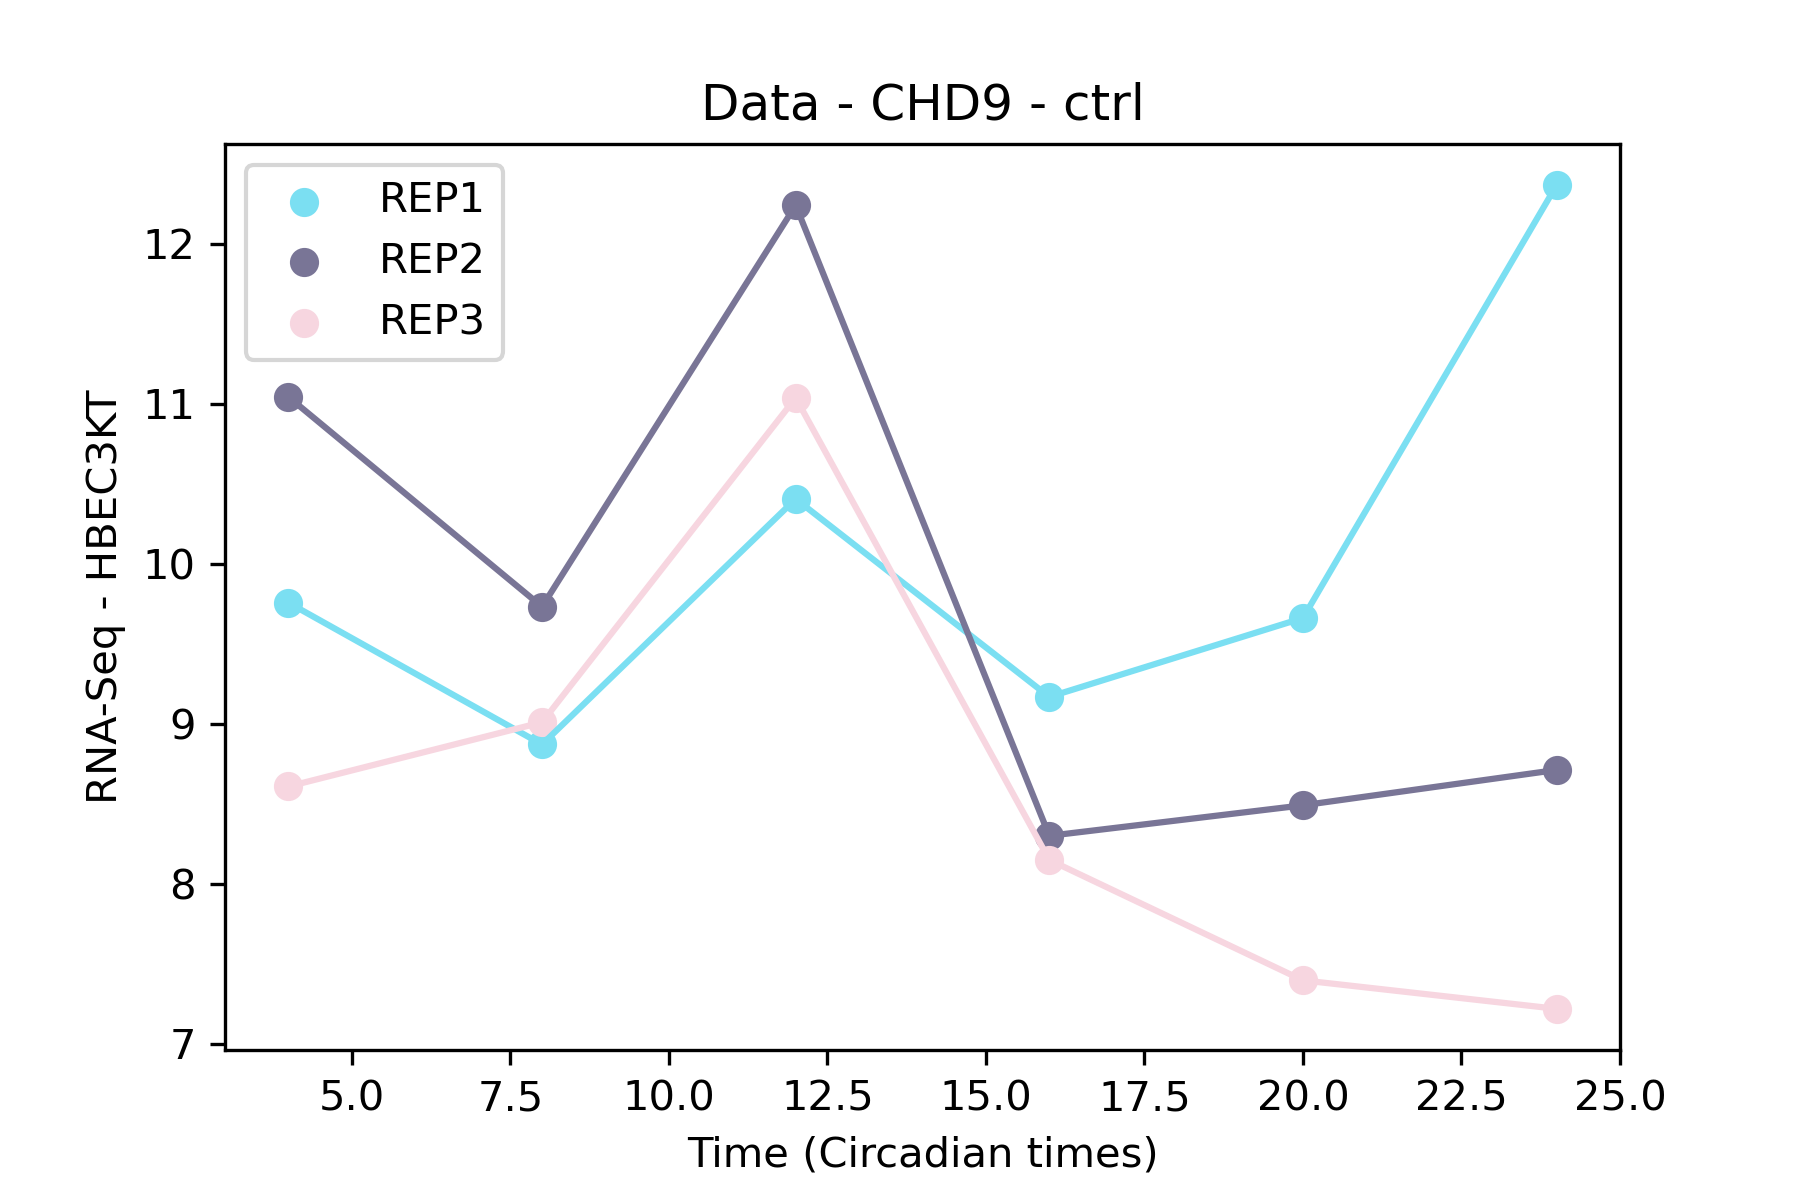 Data - CHD9 - ctrl
REP1
REP2
REP3
RNA-Seq - HBEC3KT
12
11
10
9
8
7
5.0 7.5 10.0 12.5 15.0 17.5 20.0 22.5 25.0
Time (Circadian times)